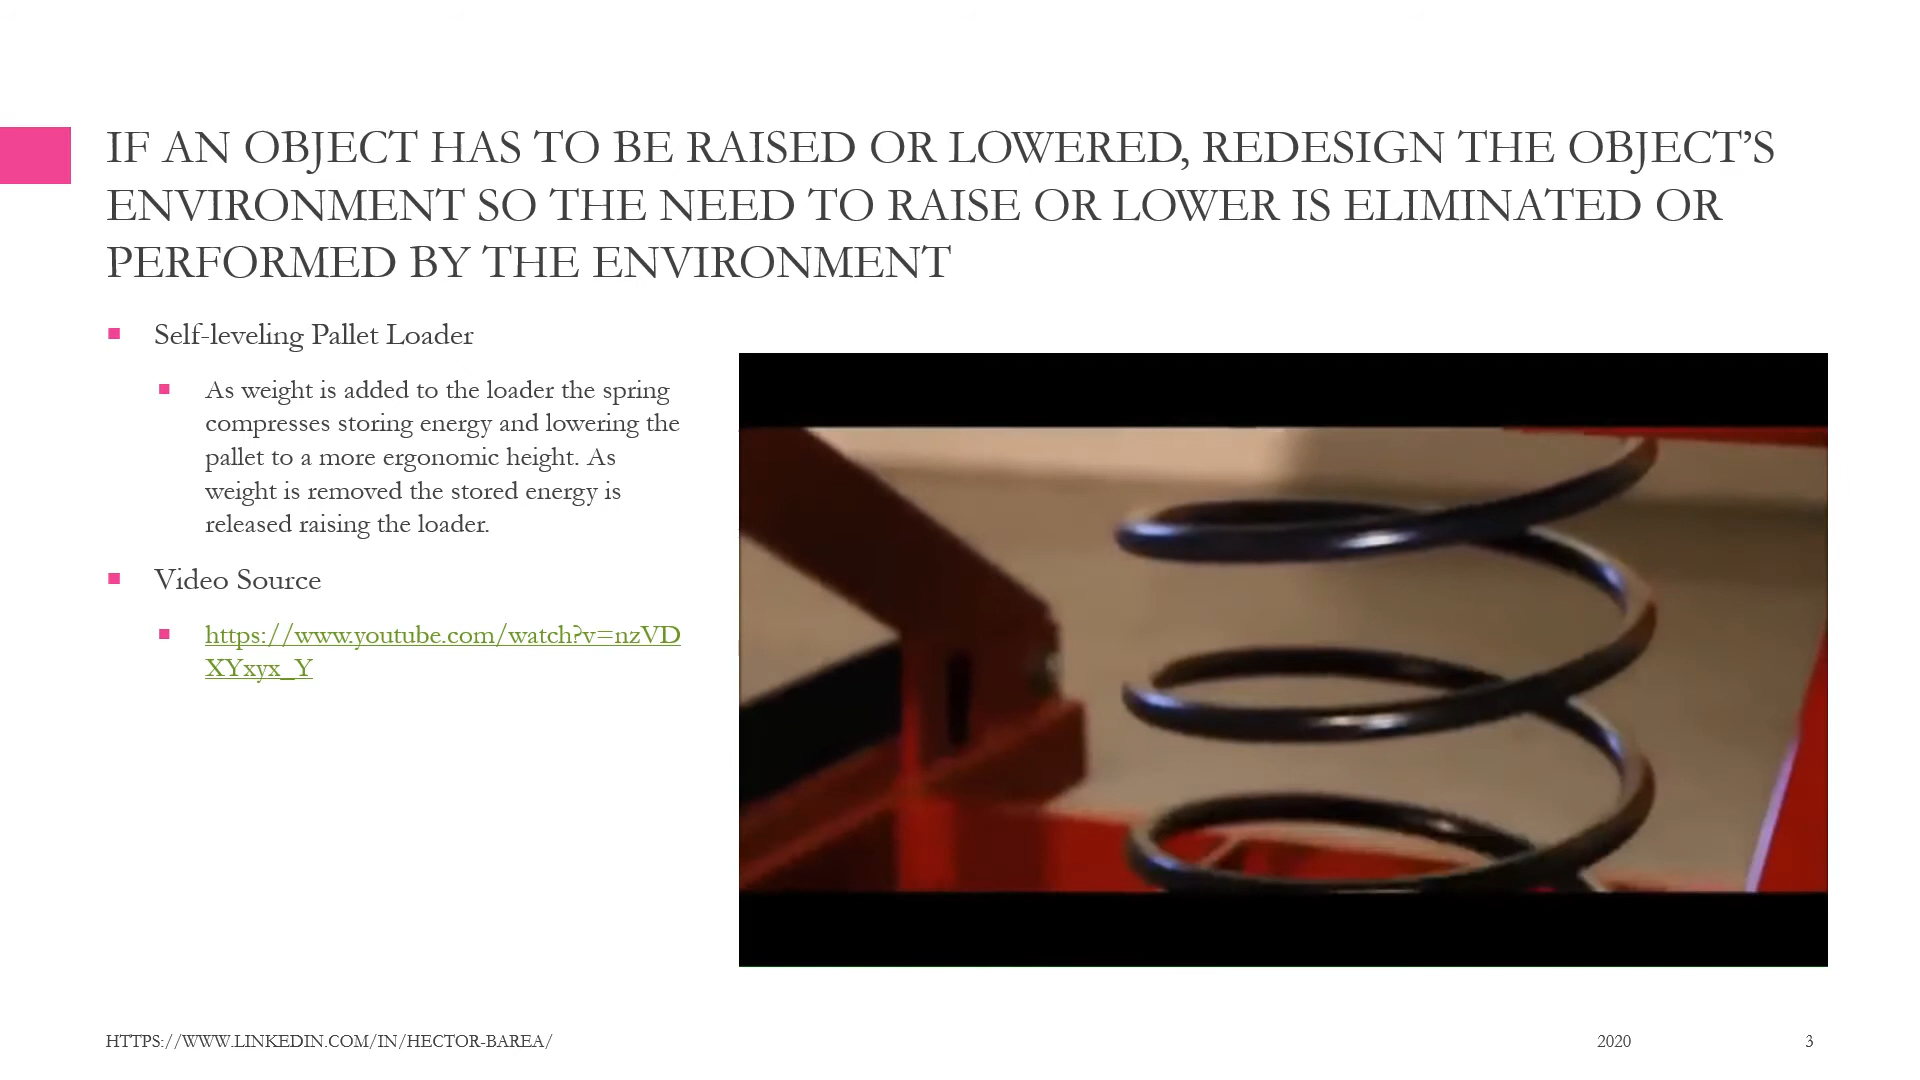 IF AN OBJECT HAS TO BE RAISED OR LOWERED, REDESIGN THE OBJECT’S
ENVIRONMENT SO THE NEED TO RAISE OR LOWER IS ELIMINATED OR
PERFORMED BY THE ENVIRONMENT
Self-leveling Pallet Loader
As weight is added to the loader the spring
compresses storing energy and lowering the
pallet to a more ergonomic height. As
weight is removed the stored energy is
released raising the loader.
Video Source
https://www.youtube.com/watch?v=nzVD
XYxyx_Y
HTTPS://WWW.LINKEDIN.COM/IN/HECTOR-BAREA/
2020
3